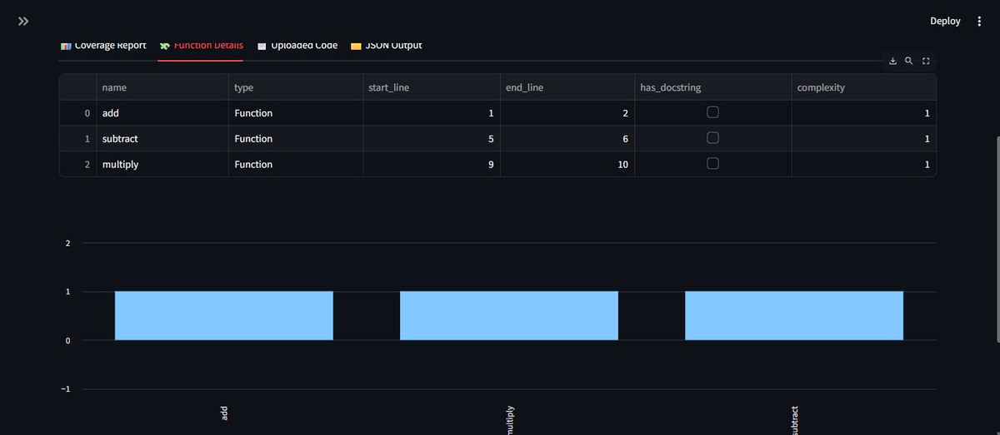 Deploy
Coverage Report Function Details Uploaded Code JSON Output
name type start_line end_line has_docstring complexity
0 add Function 1 2 1
1 subtract Function 5 6 1
2 multiply Function 9 10 1
2
1
0
−1
add multiply subtract